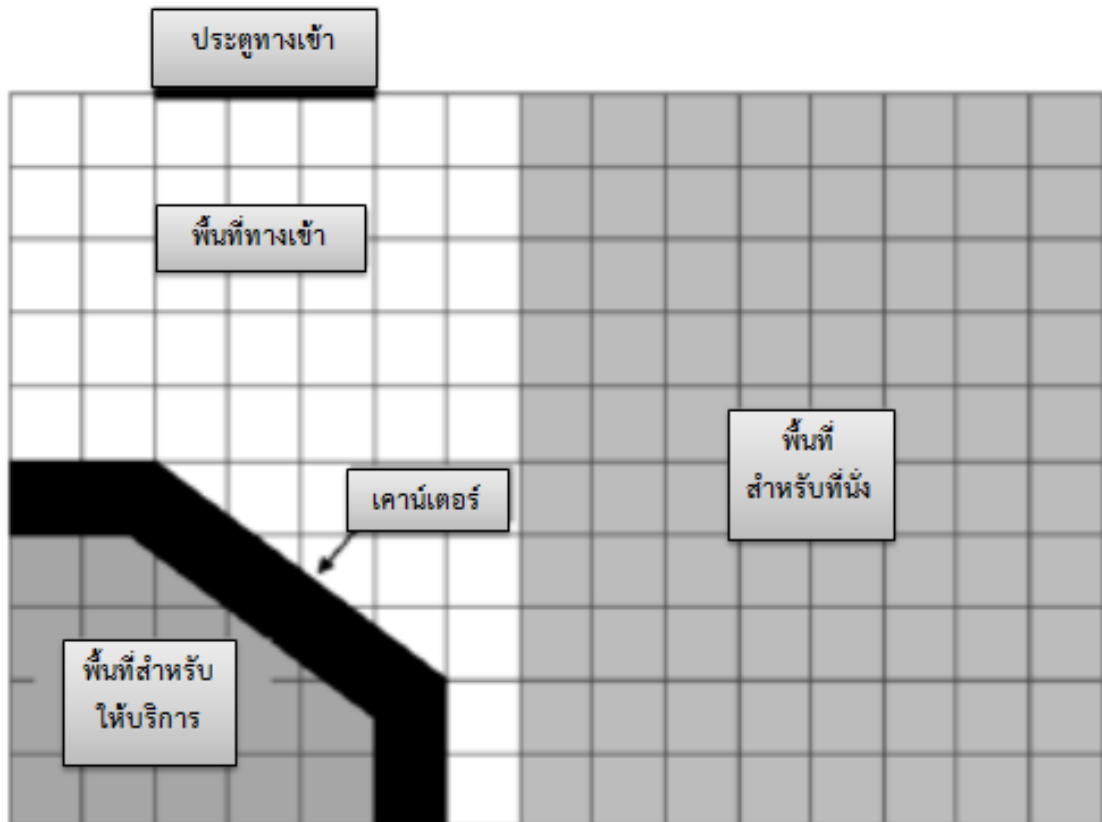 ประตูทางเข้า
พื้นที่ทางเข้า
พื้นที่
สำหรับที่นั่ง
เคาน์เตอร์
พื้นที่สำหรับ
ให้บริการ